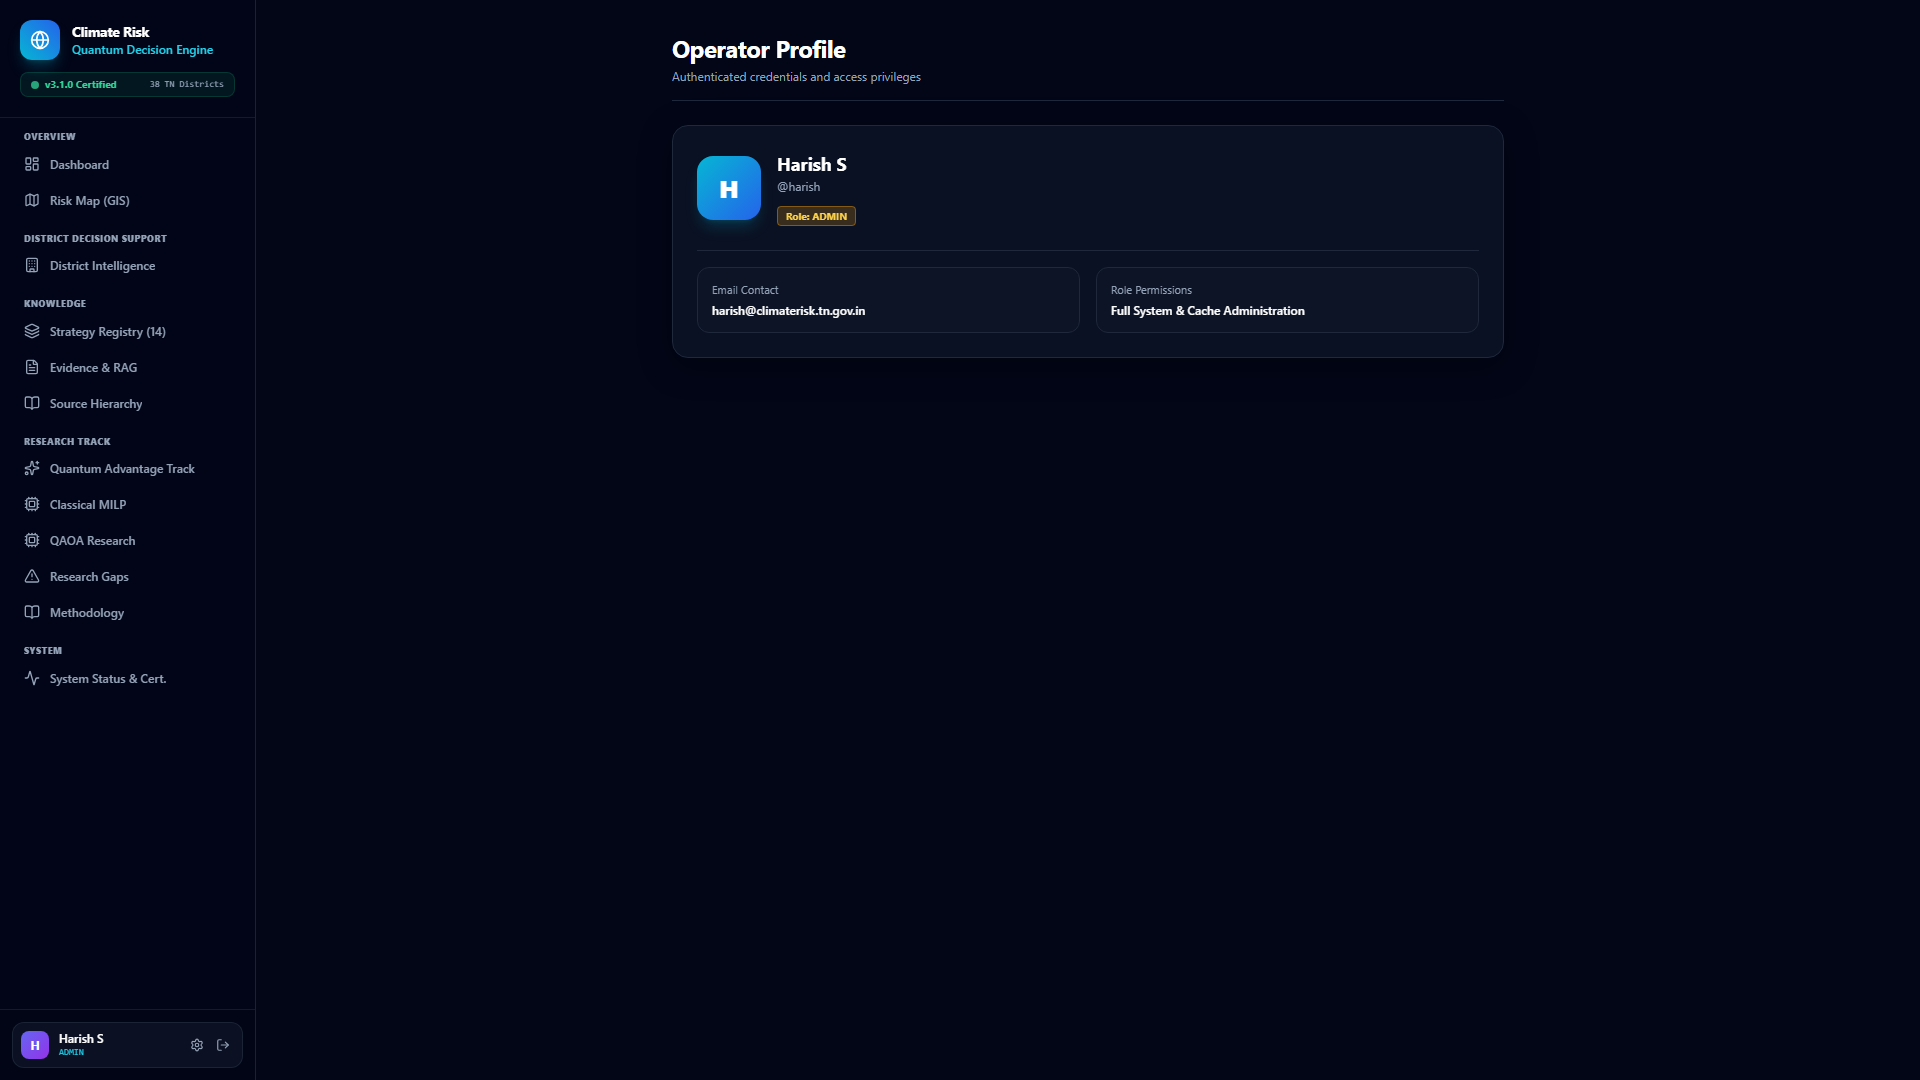 Climate Risk
Quantum Decision Engine
v3.1.0 Certified 38 TN Districts
OVERVIEW
Dashboard
Risk Map (GIS)
DISTRICT DECISION SUPPORT
District Intelligence
KNOWLEDGE
Strategy Registry (14)
Evidence & RAG
Source Hierarchy
RESEARCH TRACK
Quantum Advantage Track
Classical MILP
QAOA Research
Research Gaps
Methodology
SYSTEM
System Status & Cert.
H
Harish S
ADMIN
Operator Profile
Authenticated credentials and access privileges
H
Harish S
@harish
Role: ADMIN
Email Contact
harish@climaterisk.tn.gov.in
Role Permissions
Full System & Cache Administration